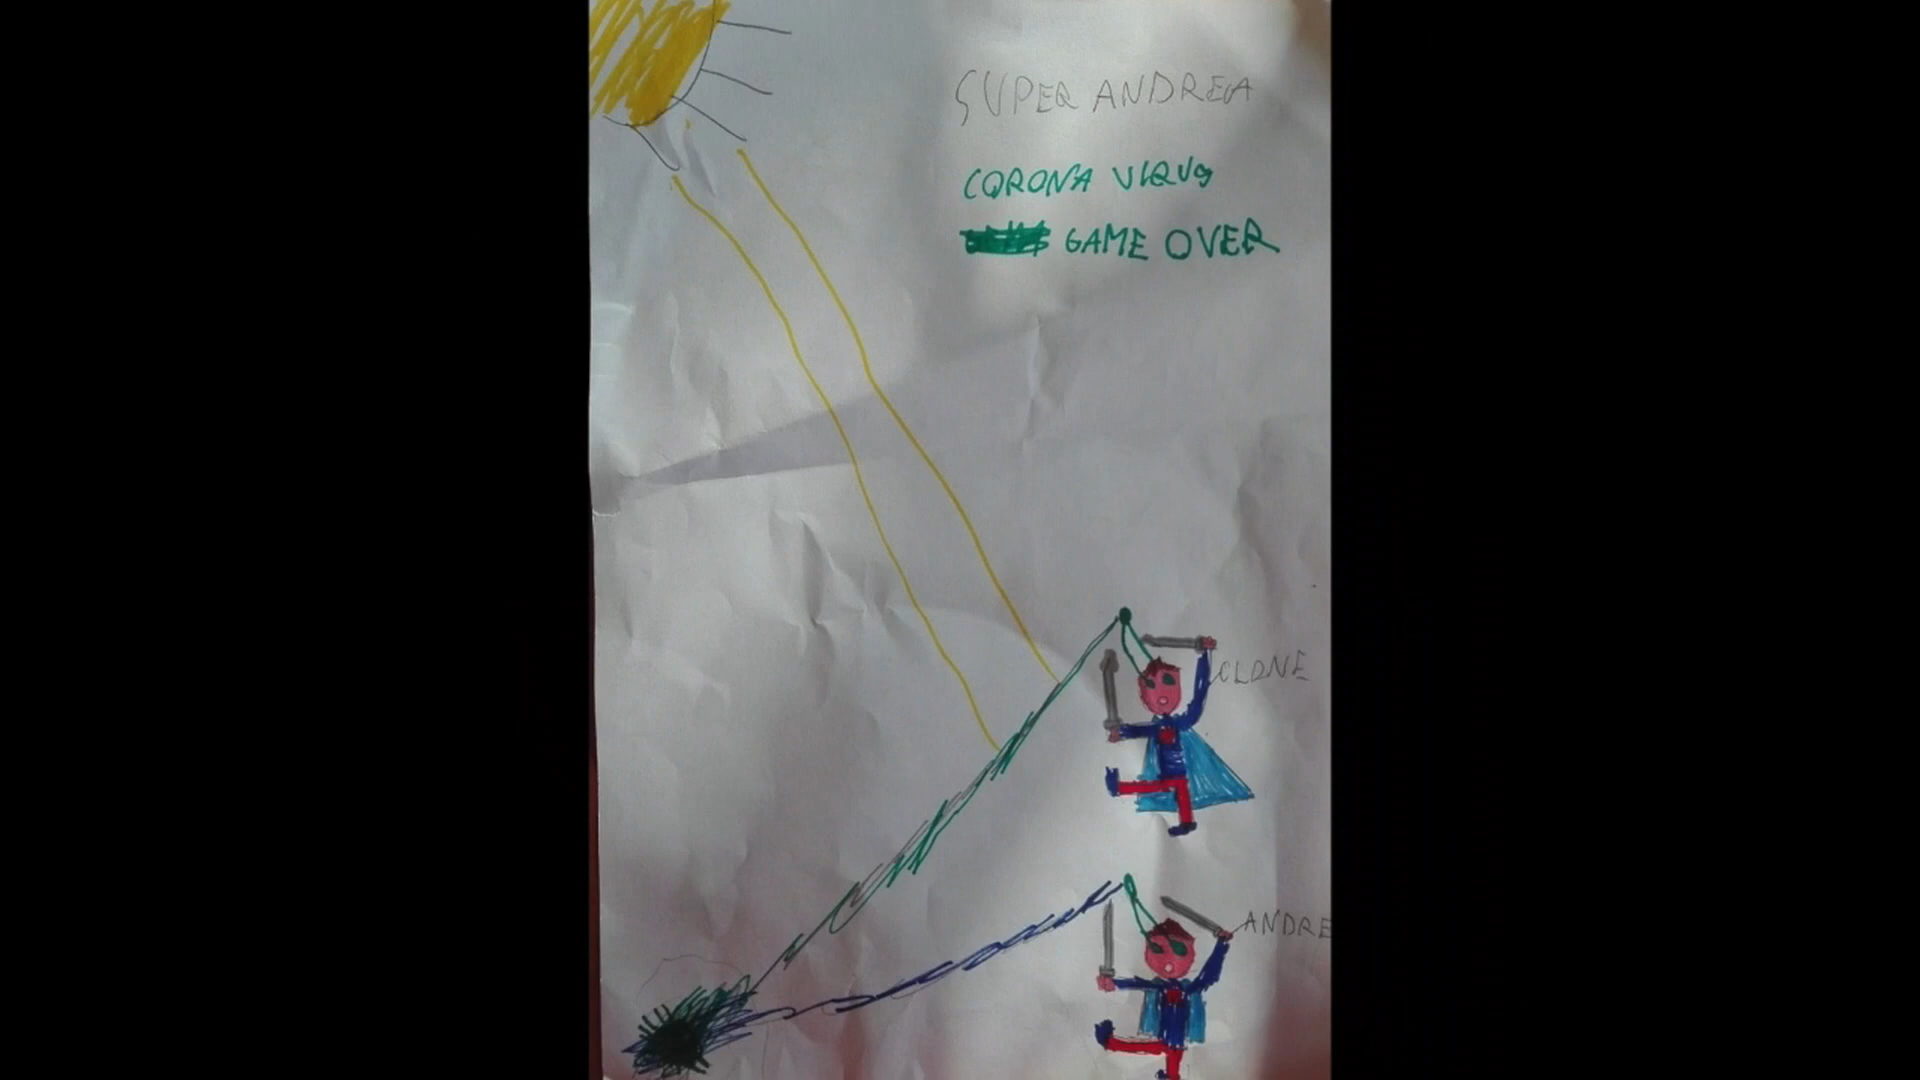 SUPER ANDREA
CORONA VIRUS
GAME OVER
CLONE
ANDRE